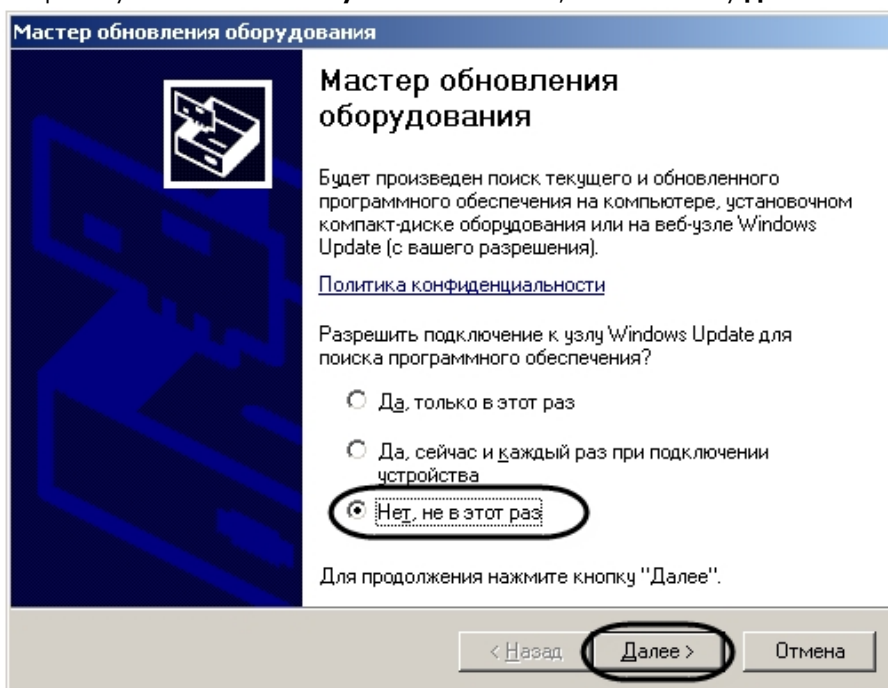 Мастер обновления оборудования
Мастер обновления
оборудования
Будет произведен поиск текущего и обновленного
программного обеспечения на компьютере, установочном
компакт-диске оборудования или на веб-узле Windows
Update (с вашего разрешения).
Политика конфиденциальности
Разрешить подключение к узлу Windows Update для
поиска программного обеспечения?
Да, только в этот раз
Да, сейчас и каждый раз при подключении
устройства
Нет, не в этот раз
Для продолжения нажмите кнопку "Далее".
< Назад Далее > Отмена